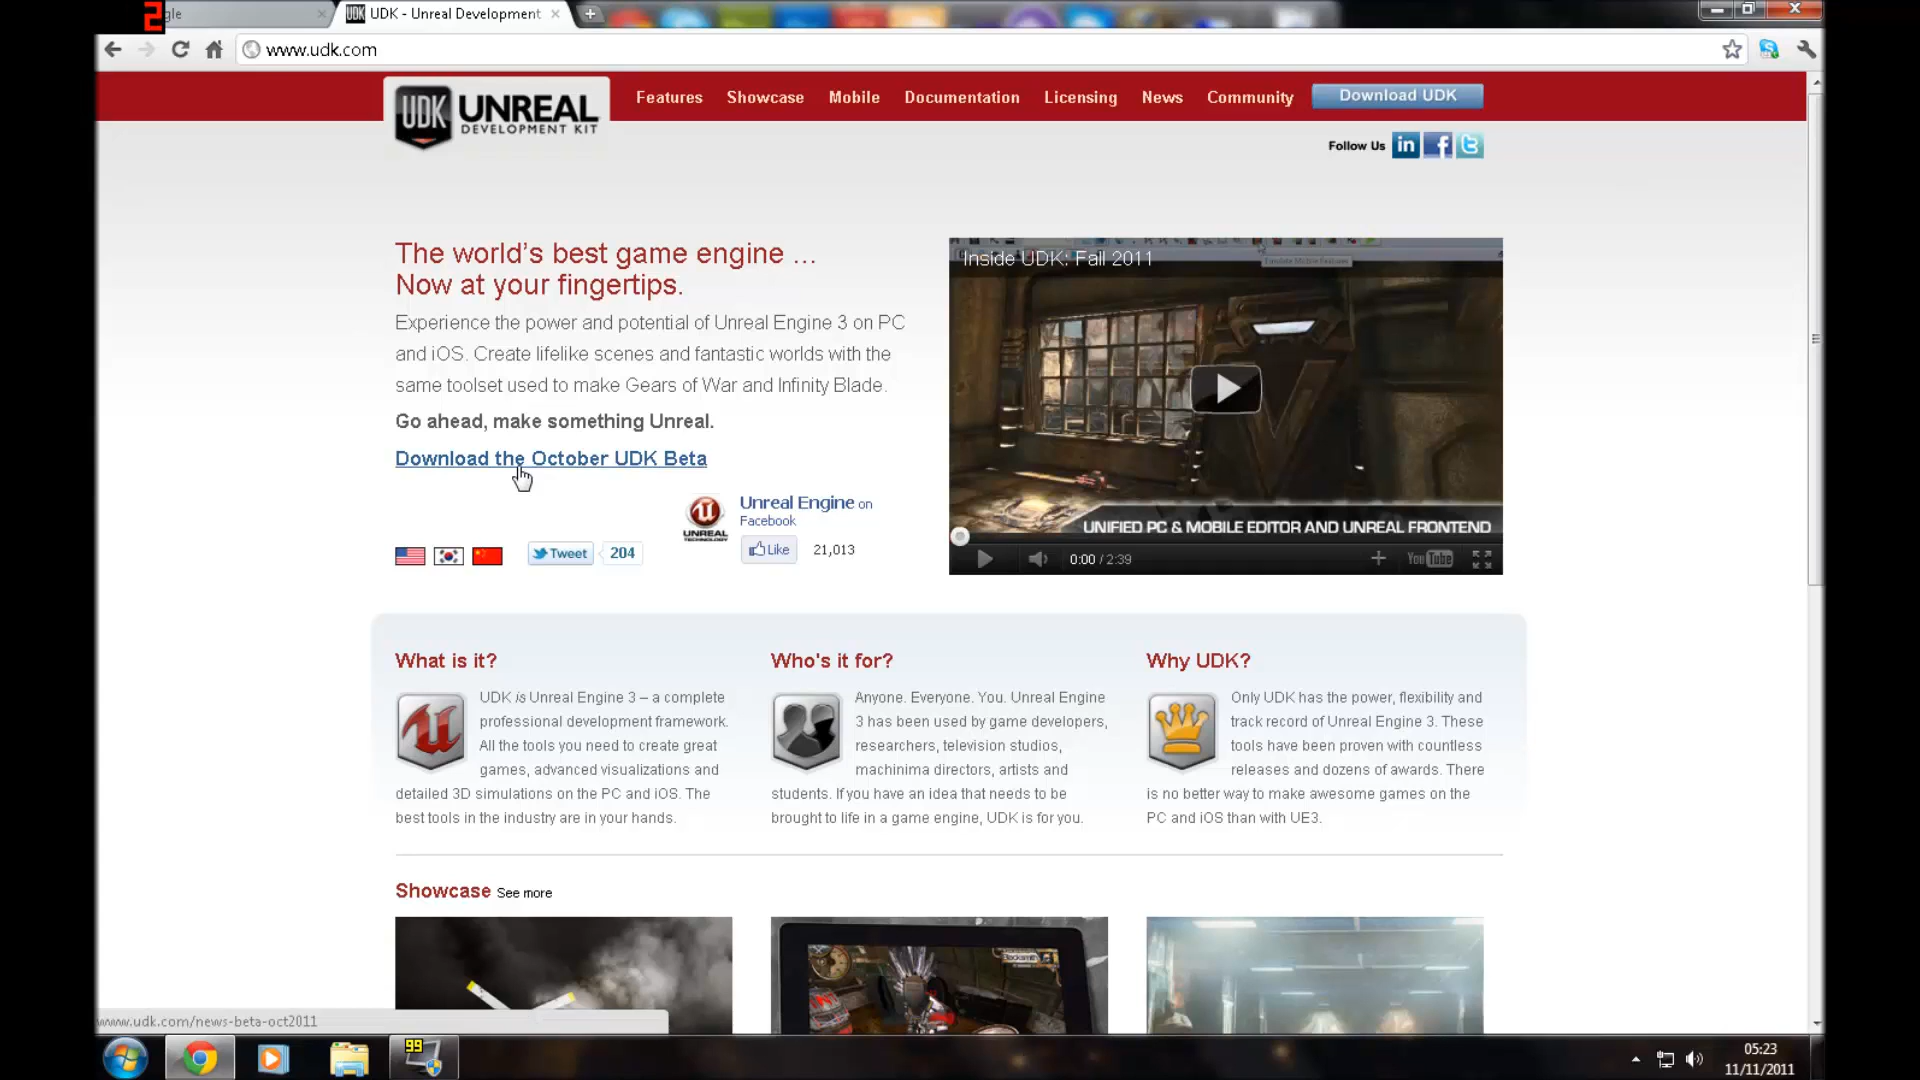 2
gle
UDK - Unreal Development
www.udk.com
UDK UNREAL
DEVELOPMENT KIT
Features Showcase Mobile Documentation Licensing News Community Download UDK
Follow Us in f t
The world's best game engine ...
Now at your fingertips.
Experience the power and potential of Unreal Engine 3 on PC
and iOS. Create lifelike scenes and fantastic worlds with the
same toolset used to make Gears of War and Infinity Blade.
Go ahead, make something Unreal.
Download the October UDK Beta
Unreal Engine on
Facebook
UNREAL
TECHNOLOGY
Like 21,013
Tweet 204
Inside UDK: Fall 2011
UNIFIED PC & MOBILE EDITOR AND UNREAL FRONTEND
0:00 / 2:39
YouTube
What is it?
UDK is Unreal Engine 3 – a complete
professional development framework.
All the tools you need to create great
games, advanced visualizations and
detailed 3D simulations on the PC and iOS. The
best tools in the industry are in your hands.
Who's it for?
Anyone. Everyone. You. Unreal Engine
3 has been used by game developers,
researchers, television studios,
machinima directors, artists and
students. If you have an idea that needs to be
brought to life in a game engine, UDK is for you.
Why UDK?
Only UDK has the power, flexibility and
track record of Unreal Engine 3. These
tools have been proven with countless
releases and dozens of awards. There
is no better way to make awesome games on the
PC and iOS than with UE3.
Showcase See more
Blacksmith
www.udk.com/news-beta-oct2011
99
05:23
11/11/2011